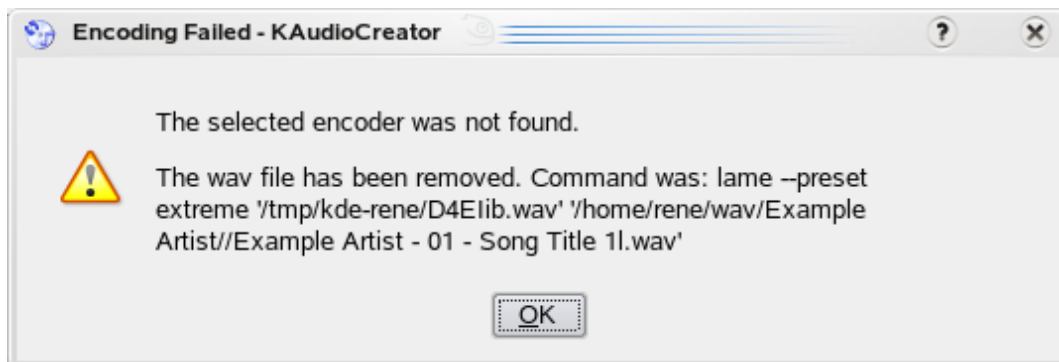 Encoding Failed - KAudioCreator
The selected encoder was not found.
The wav file has been removed. Command was: lame --preset
extreme '/tmp/kde-rene/D4EIib.wav' '/home/rene/wav/Example
Artist//Example Artist - 01 - Song Title 1l.wav'
OK